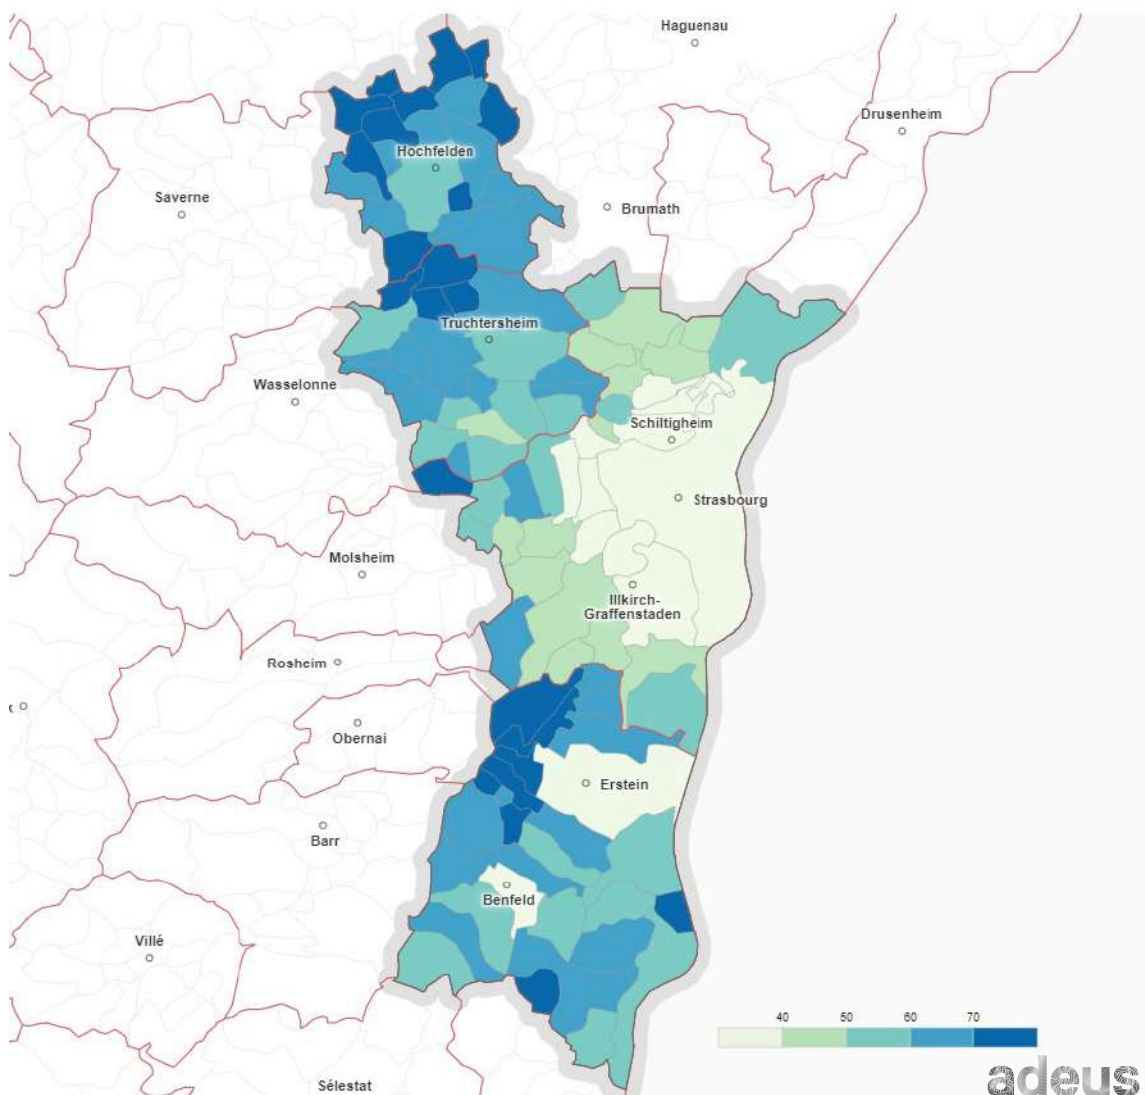 Haguenau
Drusenheim
Hochfelden
Saverne
Brumath
Truchtersheim
Wasselonne
Schiltigheim
Strasbourg
Molsheim
Illkirch-
Graffenstaden
Rosheim
Obernai
Erstein
Barr
Benfeld
Villé
40 50 60 70
adeus
Sélestat